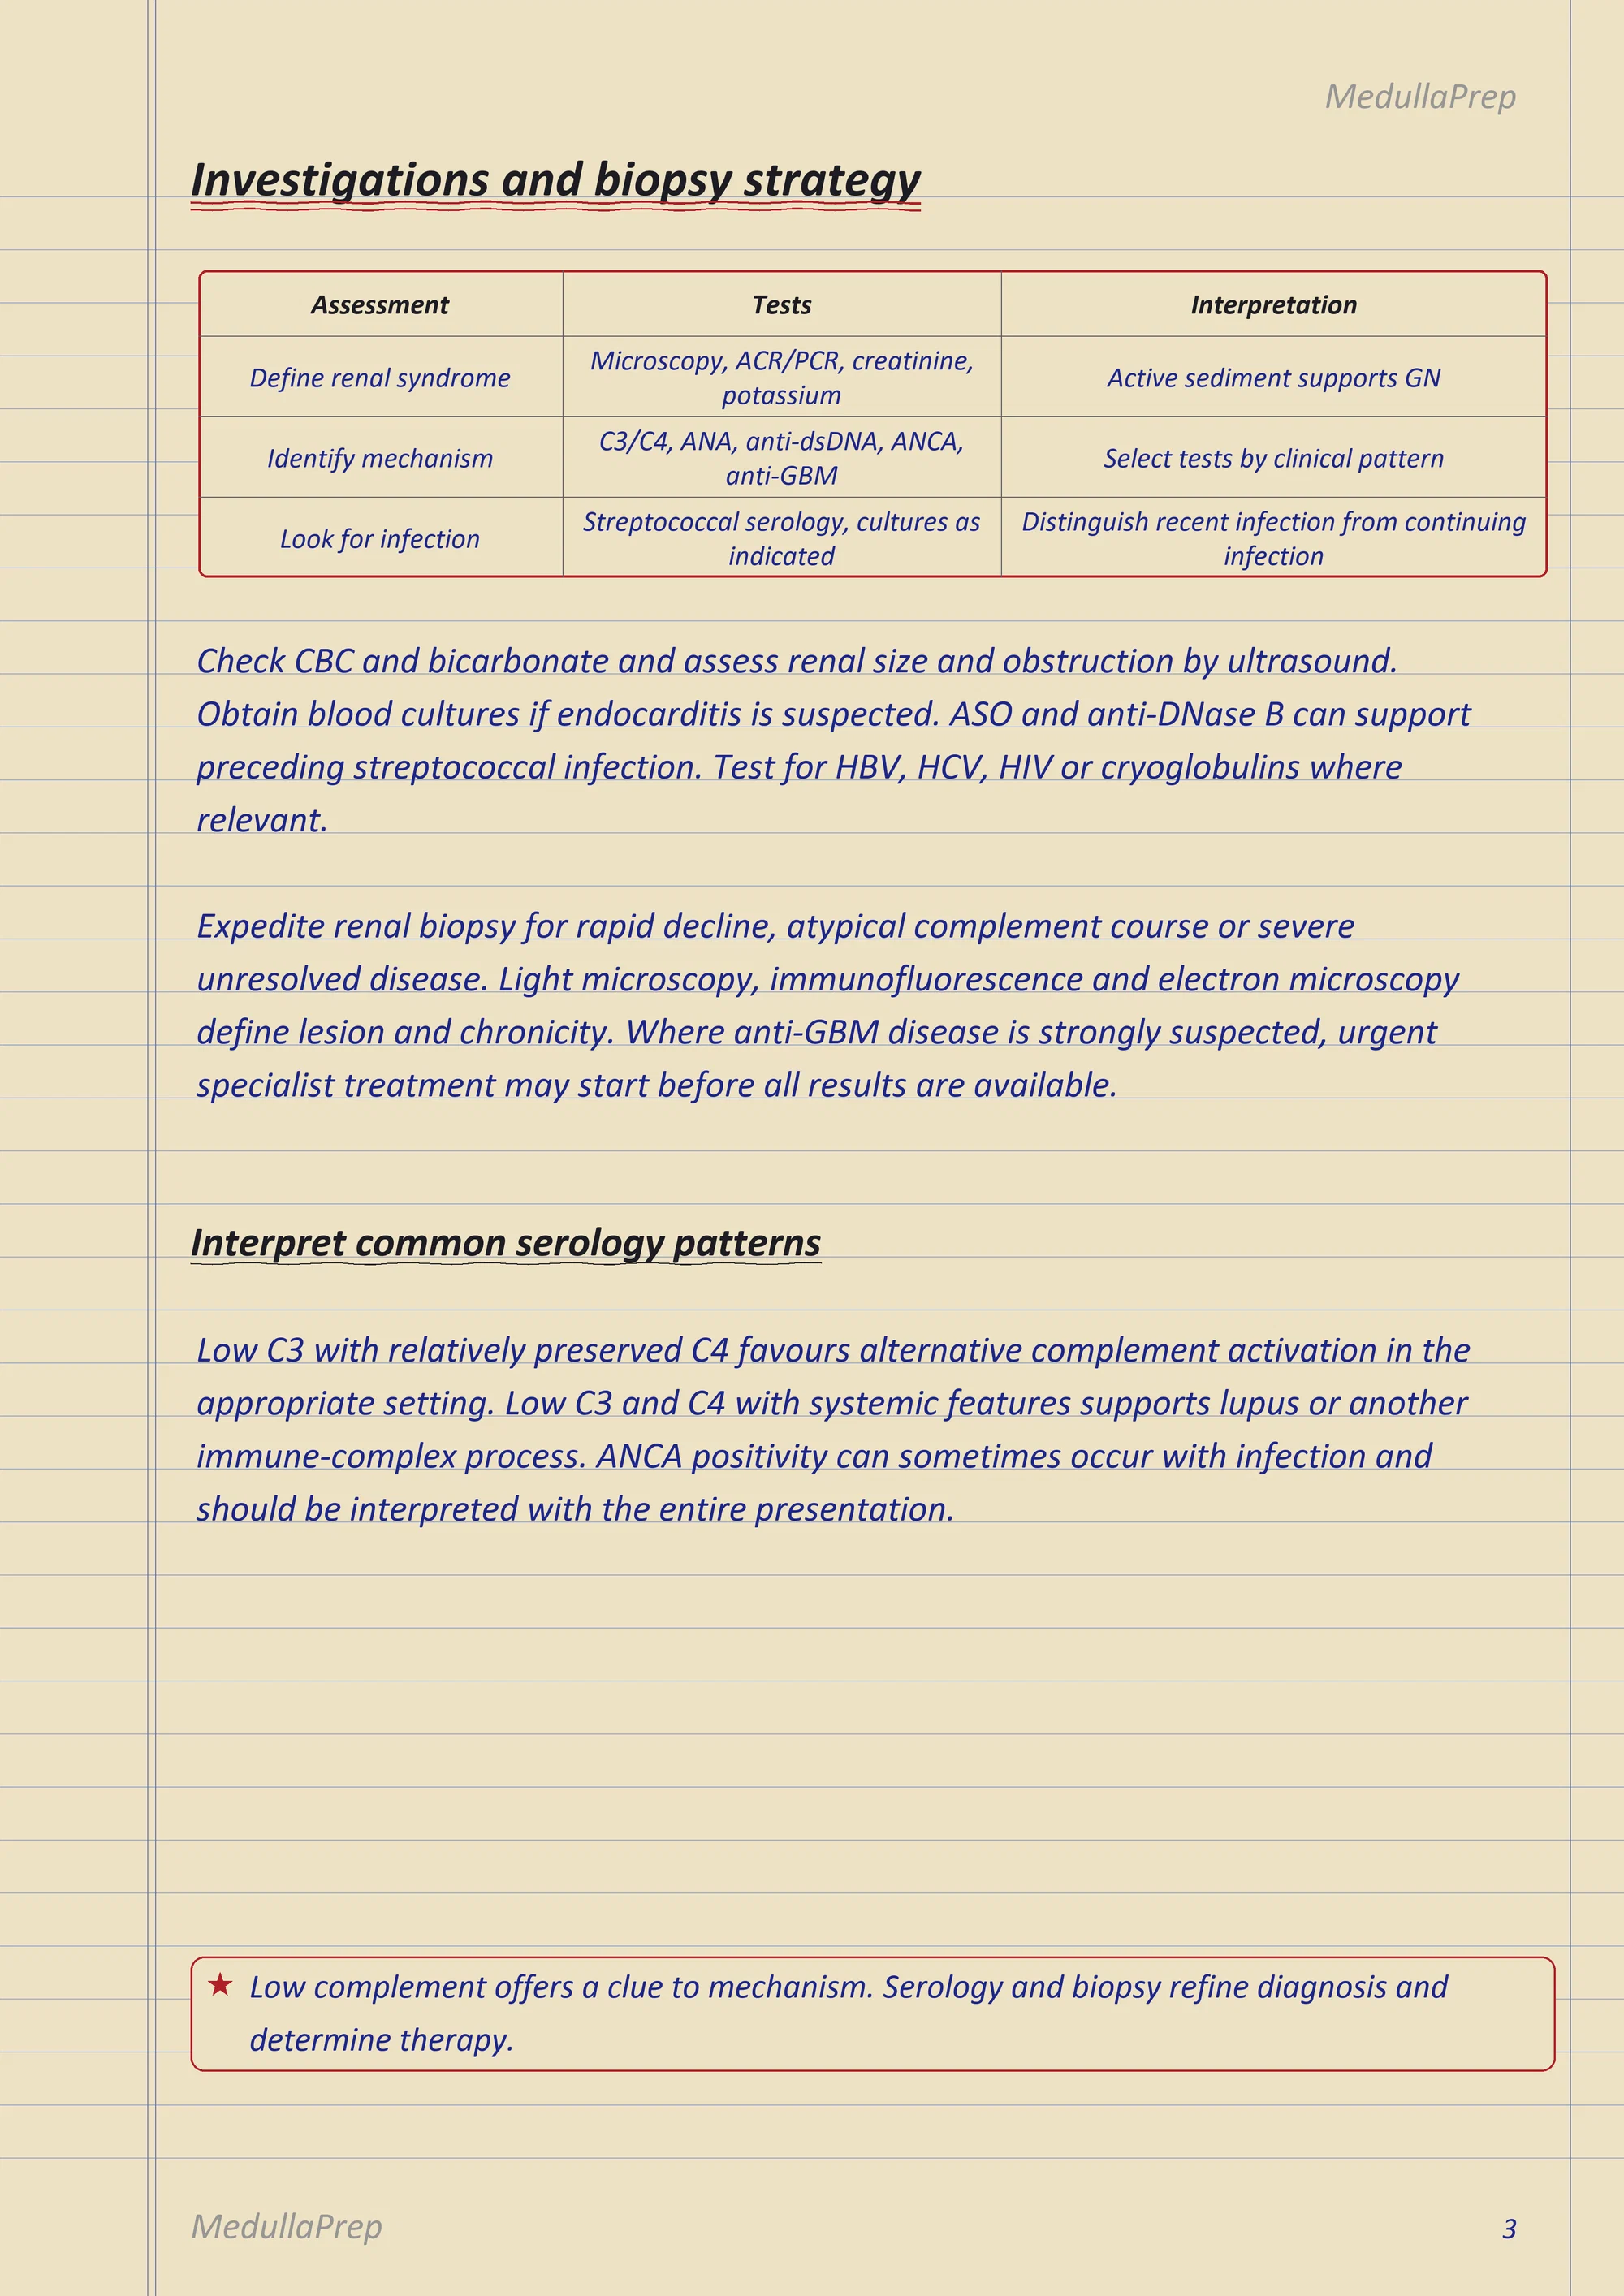 MedullaPrep
Investigations and biopsy strategy
Assessment Tests Interpretation
Define renal syndrome
Microscopy, ACR/PCR, creatinine,
potassium
Active sediment supports GN
Identify mechanism
C3/C4, ANA, anti-dsDNA, ANCA,
anti-GBM
Select tests by clinical pattern
Look for infection
Streptococcal serology, cultures as
indicated
Distinguish recent infection from continuing
infection
Check CBC and bicarbonate and assess renal size and obstruction by ultrasound.
Obtain blood cultures if endocarditis is suspected. ASO and anti-DNase B can support
preceding streptococcal infection. Test for HBV, HCV, HIV or cryoglobulins where
relevant.
Expedite renal biopsy for rapid decline, atypical complement course or severe
unresolved disease. Light microscopy, immunofluorescence and electron microscopy
define lesion and chronicity. Where anti-GBM disease is strongly suspected, urgent
specialist treatment may start before all results are available.
Interpret common serology patterns
Low C3 with relatively preserved C4 favours alternative complement activation in the
appropriate setting. Low C3 and C4 with systemic features supports lupus or another
immune-complex process. ANCA positivity can sometimes occur with infection and
should be interpreted with the entire presentation.
★ Low complement offers a clue to mechanism. Serology and biopsy refine diagnosis and
determine therapy.
MedullaPrep
3